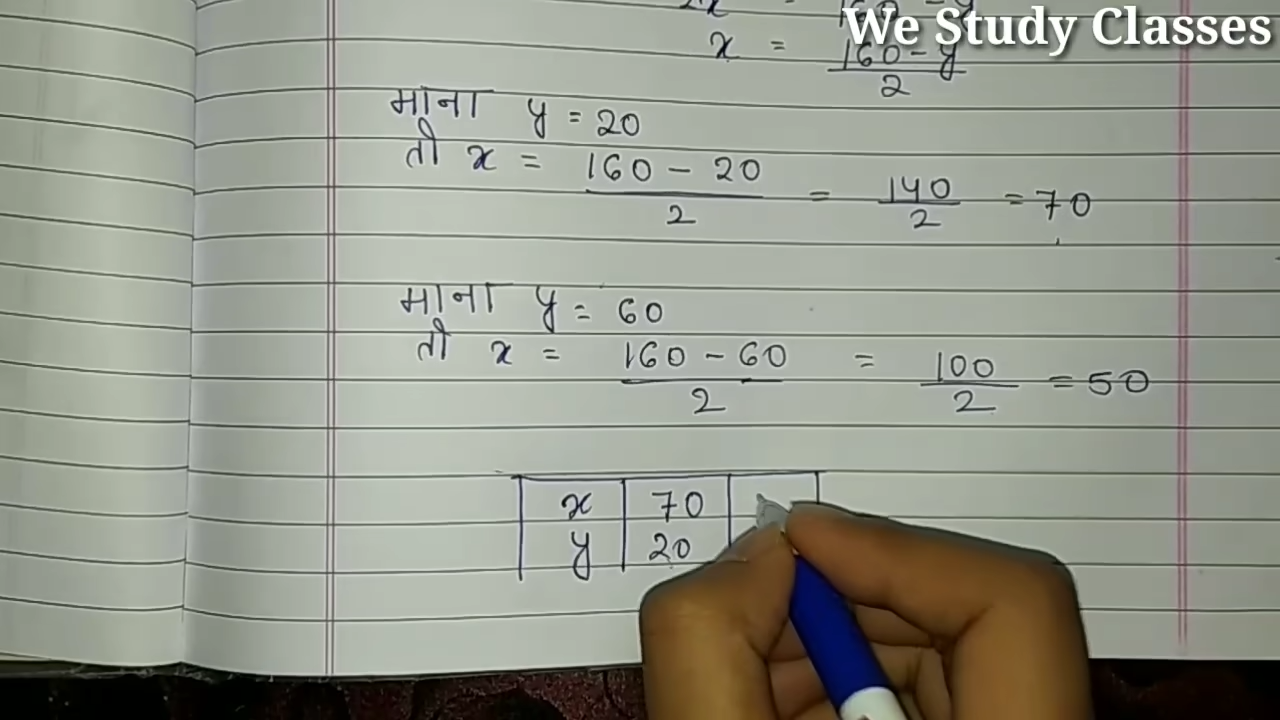 We Study Classes
x = 160 - y / 2
माना y = 20
तो x = 160 - 20 / 2 = 140 / 2 = 70
माना y = 60
तो x = 160 - 60 / 2 = 100 / 2 = 50
x 70
y 20